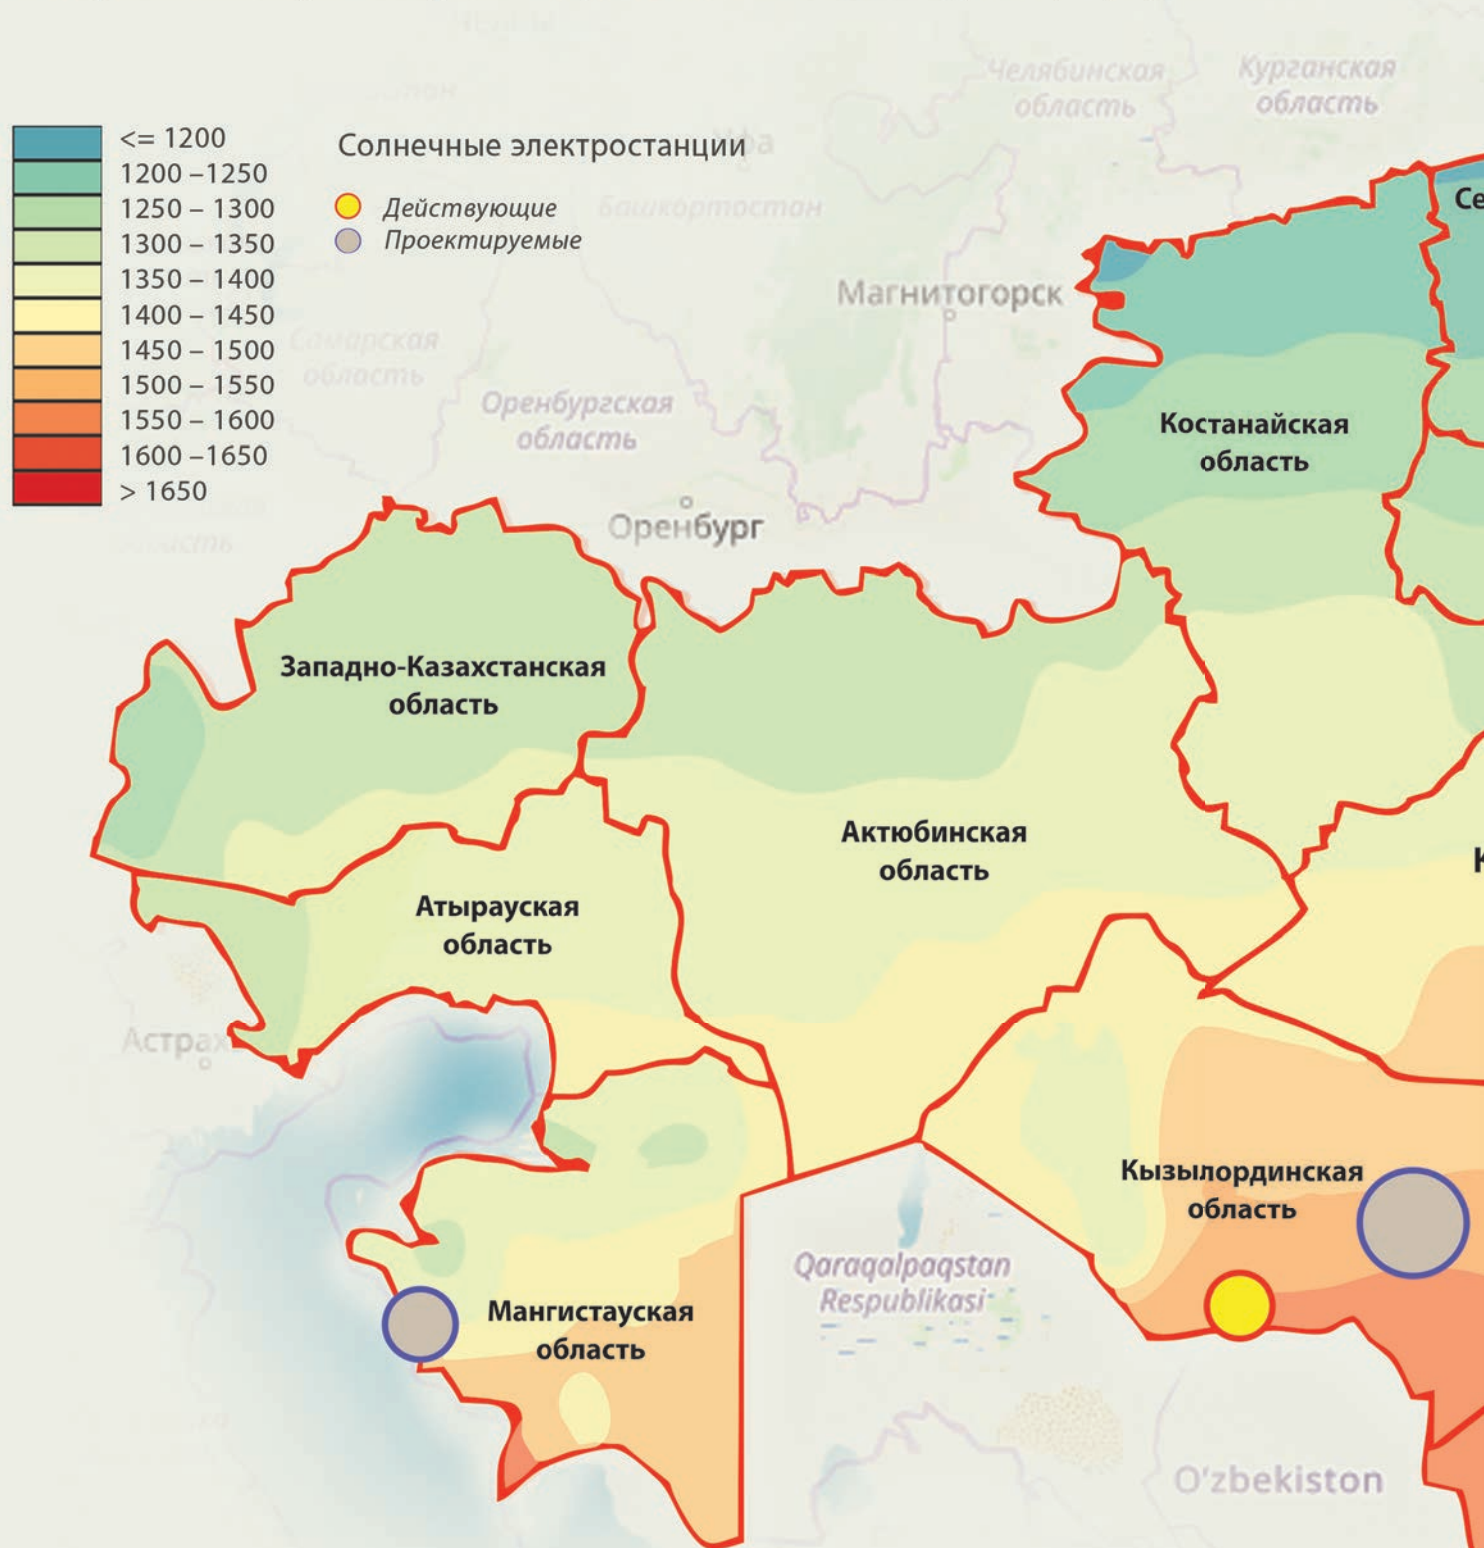 Челябинская
область
Курганская
область
<= 1200
1200 –1250
1250 – 1300
1300 – 1350
1350 – 1400
1400 – 1450
1450 – 1500
1500 – 1550
1550 – 1600
1600 –1650
> 1650
Солнечные электростанции
Действующие
Проектируемые
Башкортостан
Се
Магнитогорск
Самарская
область
Оренбургская
область
Костанайская
область
Оренбург
Западно-Казахстанская
область
Актюбинская
область
К
Атырауская
область
Астрах
Кызылординская
область
Qaraqalpaqstan
Respublikasi
Мангистауская
область
O'zbekiston